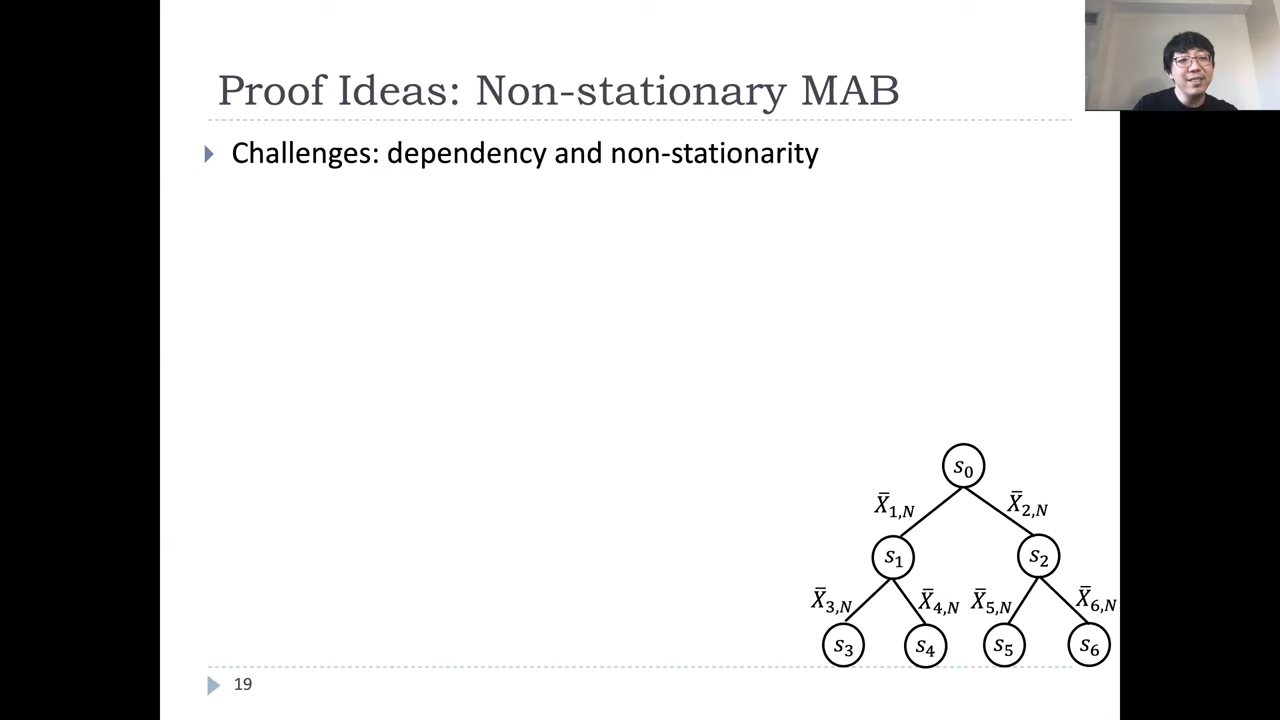 Proof Ideas: Non-stationary MAB
Challenges: dependency and non-stationarity
s₀
X̄₁,N X̄₂,N
s₁ s₂
X̄₃,N X̄₄,N X̄₅,N X̄₆,N
s₃ s₄ s₅ s₆
19